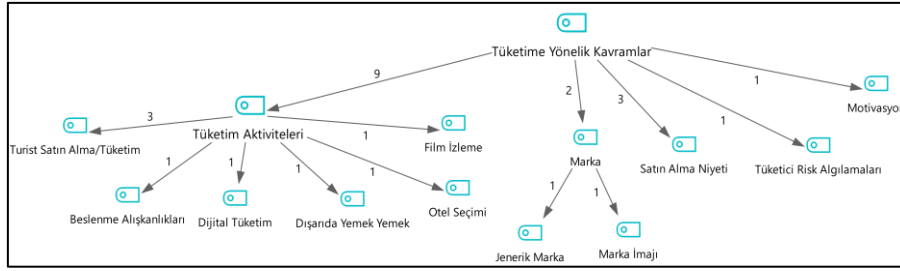 Tüketime Yönelik Kavramlar
9
2
3
1
1
Tüketim Aktiviteleri
Marka
Satın Alma Niyeti
Tüketici Risk Algılamaları
Motivasyon
3
1
1
1
1
1
Turist Satın Alma/Tüketim
Film İzleme
Beslenme Alışkanlıkları
Dijital Tüketim
Dışarıda Yemek Yemek
Otel Seçimi
1
1
Jenerik Marka
Marka İmajı